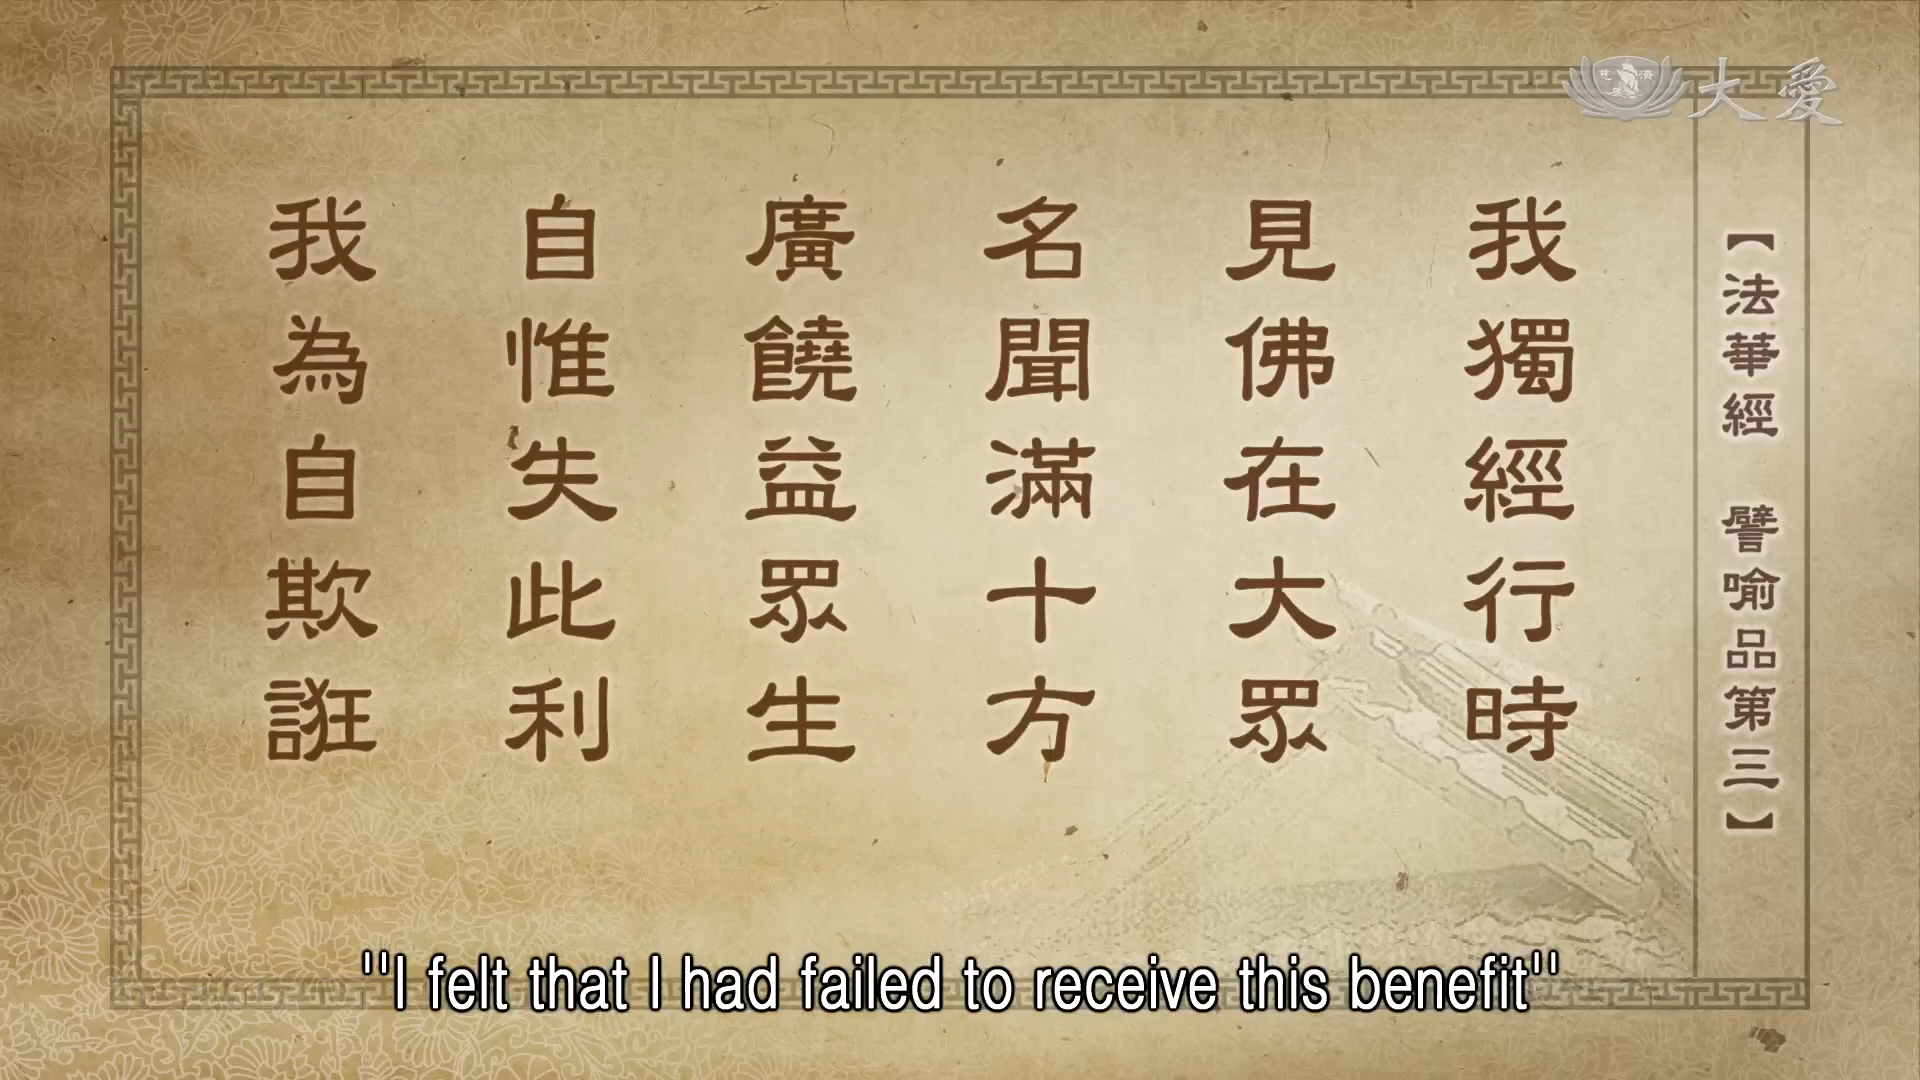 大愛
【法華經 譬喻品第三】
我獨經行時
見佛在大眾
名聞滿十方
廣饒益眾生
自惟失此利
我為自欺誑
"I felt that I had failed to receive this benefit"